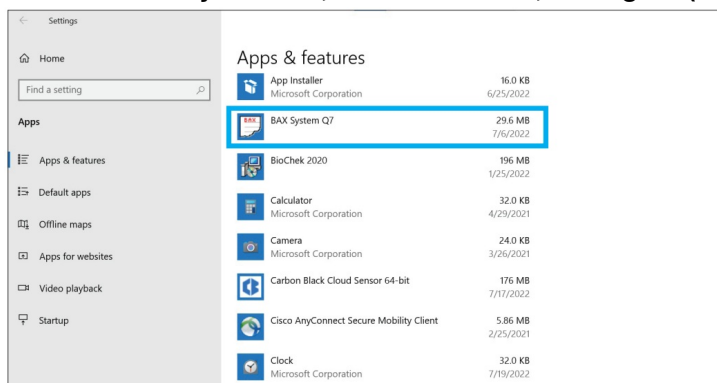 Settings
Home
Find a setting
Apps
Apps & features
Default apps
Offline maps
Apps for websites
Video playback
Startup
Apps & features
App Installer 16.0 KB
Microsoft Corporation 6/25/2022
BAX System Q7 29.6 MB
7/6/2022
BioChek 2020 196 MB
1/25/2022
Calculator 32.0 KB
Microsoft Corporation 4/29/2021
Camera 24.0 KB
Microsoft Corporation 3/26/2021
Carbon Black Cloud Sensor 64-bit 176 MB
7/17/2022
Cisco AnyConnect Secure Mobility Client 5.86 MB
2/25/2021
Clock 32.0 KB
Microsoft Corporation 7/19/2022